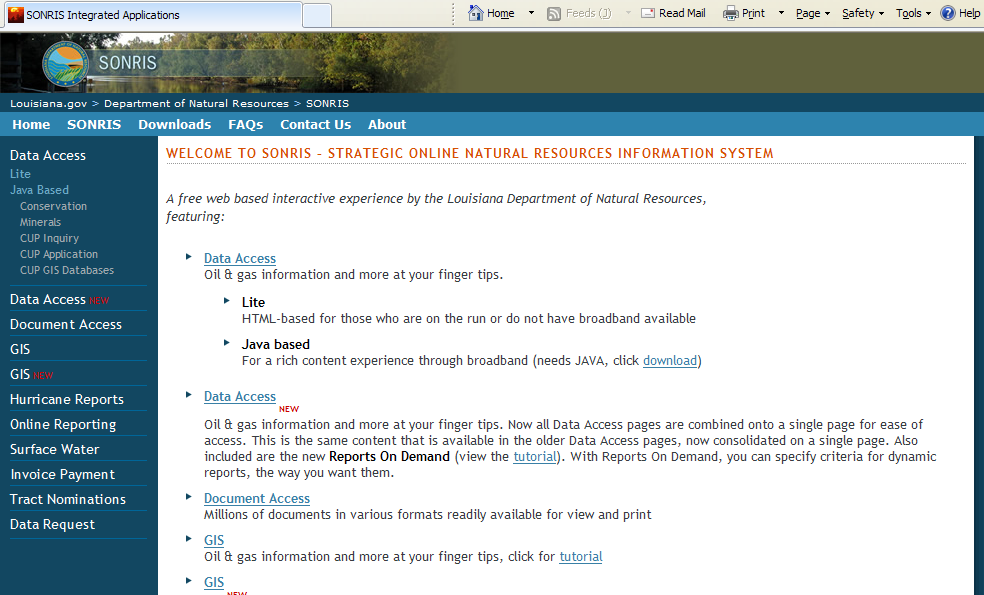 SONRIS Integrated Applications
Home Feeds (J) Read Mail Print Page Safety Tools Help
SONRIS
Louisiana.gov > Department of Natural Resources > SONRIS
Home SONRIS Downloads FAQs Contact Us About
Data Access
Lite
Java Based
Conservation
Minerals
CUP Inquiry
CUP Application
CUP GIS Databases
Data Access NEW
Document Access
GIS
GIS NEW
Hurricane Reports
Online Reporting
Surface Water
Invoice Payment
Tract Nominations
Data Request
WELCOME TO SONRIS – STRATEGIC ONLINE NATURAL RESOURCES INFORMATION SYSTEM
A free web based interactive experience by the Louisiana Department of Natural Resources,
featuring:
Data Access
Oil & gas information and more at your finger tips.
Lite
HTML-based for those who are on the run or do not have broadband available
Java based
For a rich content experience through broadband (needs JAVA, click download)
Data Access
NEW
Oil & gas information and more at your finger tips. Now all Data Access pages are combined onto a single page for ease of
access. This is the same content that is available in the older Data Access pages, now consolidated on a single page. Also
included are the new Reports On Demand (view the tutorial). With Reports On Demand, you can specify criteria for dynamic
reports, the way you want them.
Document Access
Millions of documents in various formats readily available for view and print
GIS
Oil & gas information and more at your finger tips, click for tutorial
GIS
NEW